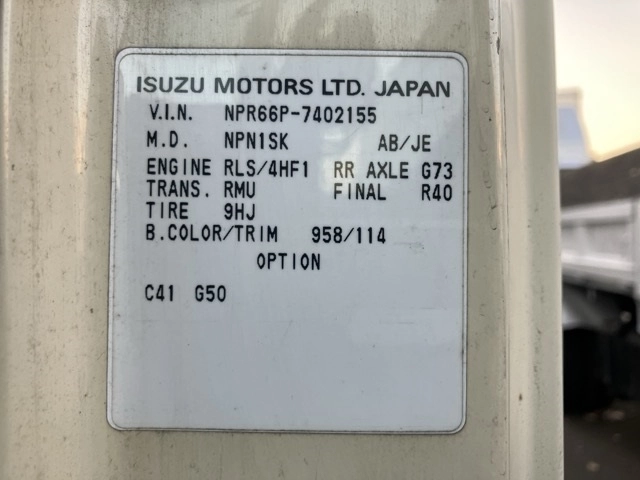 ISUZU MOTORS LTD. JAPAN
V.I.N. NPR66P-7402155
M.D. NPN1SK AB/JE
ENGINE RLS/4HF1 RR AXLE G73
TRANS. RMU FINAL R40
TIRE 9HJ
B.COLOR/TRIM 958/114
OPTION
C41 G50